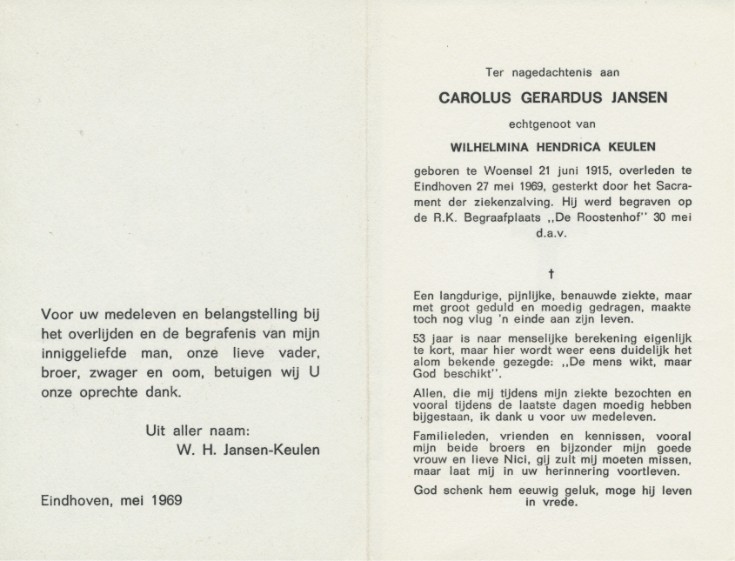 Voor uw medeleven en belangstelling bij
het overlijden en de begrafenis van mijn
inniggeliefde man, onze lieve vader,
broer, zwager en oom, betuigen wij U
onze oprechte dank.
Uit aller naam:
W. H. Jansen-Keulen
Eindhoven, mei 1969
Ter nagedachtenis aan
CAROLUS GERARDUS JANSEN
echtgenoot van
WILHELMINA HENDRICA KEULEN
geboren te Woensel 21 juni 1915, overleden te
Eindhoven 27 mei 1969, gesterkt door het Sacra-
ment der ziekenzalving. Hij werd begraven op
de R.K. Begraafplaats „De Roostenhof" 30 mei
d.a.v.
†
Een langdurige, pijnlijke, benauwde ziekte, maar
met groot geduld en moedig gedragen, maakte
toch nog vlug 'n einde aan zijn leven.
53 jaar is naar menselijke berekening eigenlijk
te kort, maar hier wordt weer eens duidelijk het
alom bekende gezegde: „De mens wikt, maar
God beschikt".
Allen, die mij tijdens mijn ziekte bezochten en
vooral tijdens de laatste dagen moedig hebben
bijgestaan, ik dank u voor uw medeleven.
Familieleden, vrienden en kennissen, vooral
mijn beide broers en bijzonder mijn goede
vrouw en lieve Nici, gij zult mij moeten missen,
maar laat mij in uw herinnering voortleven.
God schenk hem eeuwig geluk, moge hij leven
in vrede.